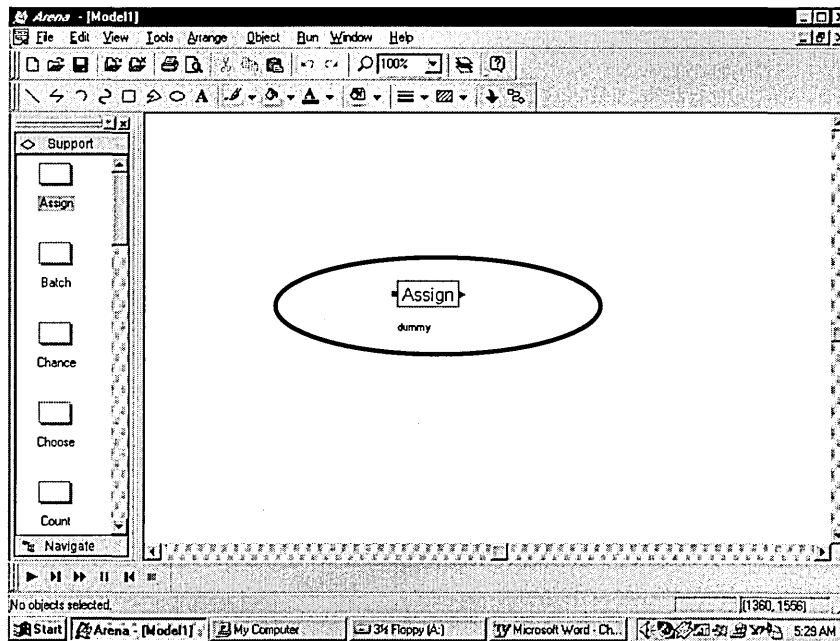 Arena - [Model1]
File Edit View Tools Arrange Object Run Window Help
100%
A A
Support
Assign
Batch
Chance
Choose
Count
Navigate
Assign
dummy
No objects selected.
(1360, 1556)
Start Arena - [Model1] My Computer 3½ Floppy (A:) Microsoft Word - Ch... 5:29 AM